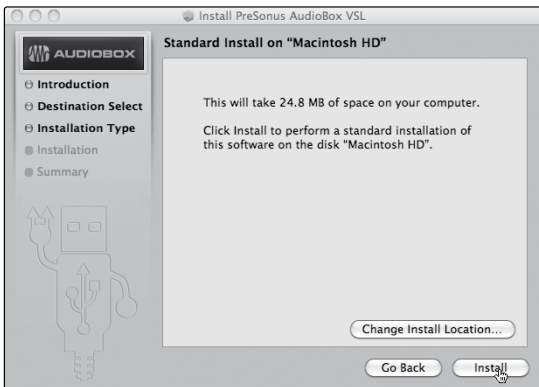 Install PreSonus AudioBox VSL
AUDIOBOX
Standard Install on “Macintosh HD”
Introduction
Destination Select
Installation Type
Installation
Summary
This will take 24.8 MB of space on your computer.
Click Install to perform a standard installation of
this software on the disk “Macintosh HD”.
Change Install Location...
Go Back
Install